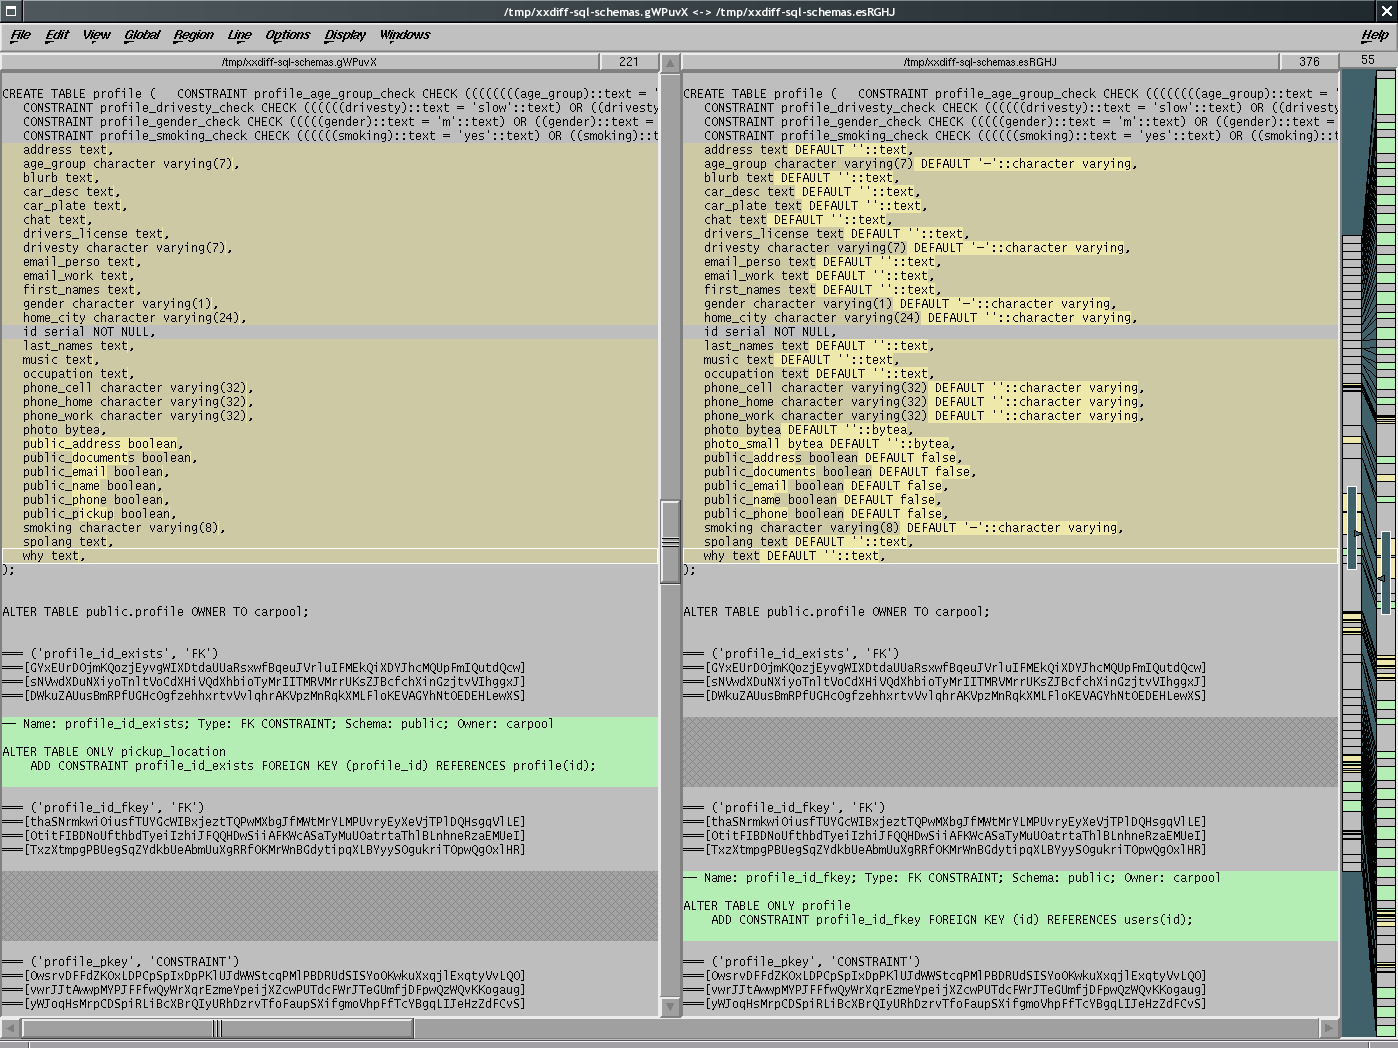 /tmp/xxdiff-sql-schemas.gWPuvX <-> /tmp/xxdiff-sql-schemas.esRGHJ
File Edit View Global Region Line Options Display Windows Help
/tmp/xxdiff-sql-schemas.gWPuvX 221 /tmp/xxdiff-sql-schemas.esRGHJ 376 55
CREATE TABLE profile (   CONSTRAINT profile_age_group_check CHECK ((((((((age_group)::text = '
CONSTRAINT profile_drivesty_check CHECK ((((((drivesty)::text = 'slow'::text) OR ((drivesty
CONSTRAINT profile_gender_check CHECK (((((gender)::text = 'm'::text) OR ((gender)::text =
CONSTRAINT profile_smoking_check CHECK ((((((smoking)::text = 'yes'::text) OR ((smoking)::t
address text,
age_group character varying(7),
blurb text,
car_desc text,
car_plate text,
chat text,
drivers_license text,
drivesty character varying(7),
email_perso text,
email_work text,
first_names text,
gender character varying(1),
home_city character varying(24),
id serial NOT NULL,
last_names text,
music text,
occupation text,
phone_cell character varying(32),
phone_home character varying(32),
phone_work character varying(32),
photo bytea,
public_address boolean,
public_documents boolean,
public_email boolean,
public_name boolean,
public_phone boolean,
public_pickup boolean,
smoking character varying(8),
spolang text,
why text,
);
ALTER TABLE public.profile OWNER TO carpool;
=== ('profile_id_exists', 'FK')
-- Name: profile_id_exists; Type: FK CONSTRAINT; Schema: public; Owner: carpool
ALTER TABLE ONLY pickup_location
ADD CONSTRAINT profile_id_exists FOREIGN KEY (profile_id) REFERENCES profile(id);
=== ('profile_id_fkey', 'FK')
=== ('profile_pkey', 'CONSTRAINT')
CREATE TABLE profile (   CONSTRAINT profile_age_group_check CHECK ((((((((age_group)::text = '
CONSTRAINT profile_drivesty_check CHECK ((((((drivesty)::text = 'slow'::text) OR ((drivesty
CONSTRAINT profile_gender_check CHECK (((((gender)::text = 'm'::text) OR ((gender)::text =
CONSTRAINT profile_smoking_check CHECK ((((((smoking)::text = 'yes'::text) OR ((smoking)::t
address text DEFAULT ''::text,
age_group character varying(7) DEFAULT '-'::character varying,
blurb text DEFAULT ''::text,
car_desc text DEFAULT ''::text,
car_plate text DEFAULT ''::text,
chat text DEFAULT ''::text,
drivers_license text DEFAULT ''::text,
drivesty character varying(7) DEFAULT '-'::character varying,
email_perso text DEFAULT ''::text,
email_work text DEFAULT ''::text,
first_names text DEFAULT ''::text,
gender character varying(1) DEFAULT '-'::character varying,
home_city character varying(24) DEFAULT ''::character varying,
id serial NOT NULL,
last_names text DEFAULT ''::text,
music text DEFAULT ''::text,
occupation text DEFAULT ''::text,
phone_cell character varying(32) DEFAULT ''::character varying,
phone_home character varying(32) DEFAULT ''::character varying,
phone_work character varying(32) DEFAULT ''::character varying,
photo bytea DEFAULT ''::bytea,
photo_small bytea DEFAULT ''::bytea,
public_address boolean DEFAULT false,
public_documents boolean DEFAULT false,
public_email boolean DEFAULT false,
public_name boolean DEFAULT false,
public_phone boolean DEFAULT false,
smoking character varying(8) DEFAULT '-'::character varying,
spolang text DEFAULT ''::text,
why text DEFAULT ''::text,
);
ALTER TABLE public.profile OWNER TO carpool;
=== ('profile_id_exists', 'FK')
=== ('profile_id_fkey', 'FK')
-- Name: profile_id_fkey; Type: FK CONSTRAINT; Schema: public; Owner: carpool
ALTER TABLE ONLY profile
ADD CONSTRAINT profile_id_fkey FOREIGN KEY (id) REFERENCES users(id);
=== ('profile_pkey', 'CONSTRAINT')